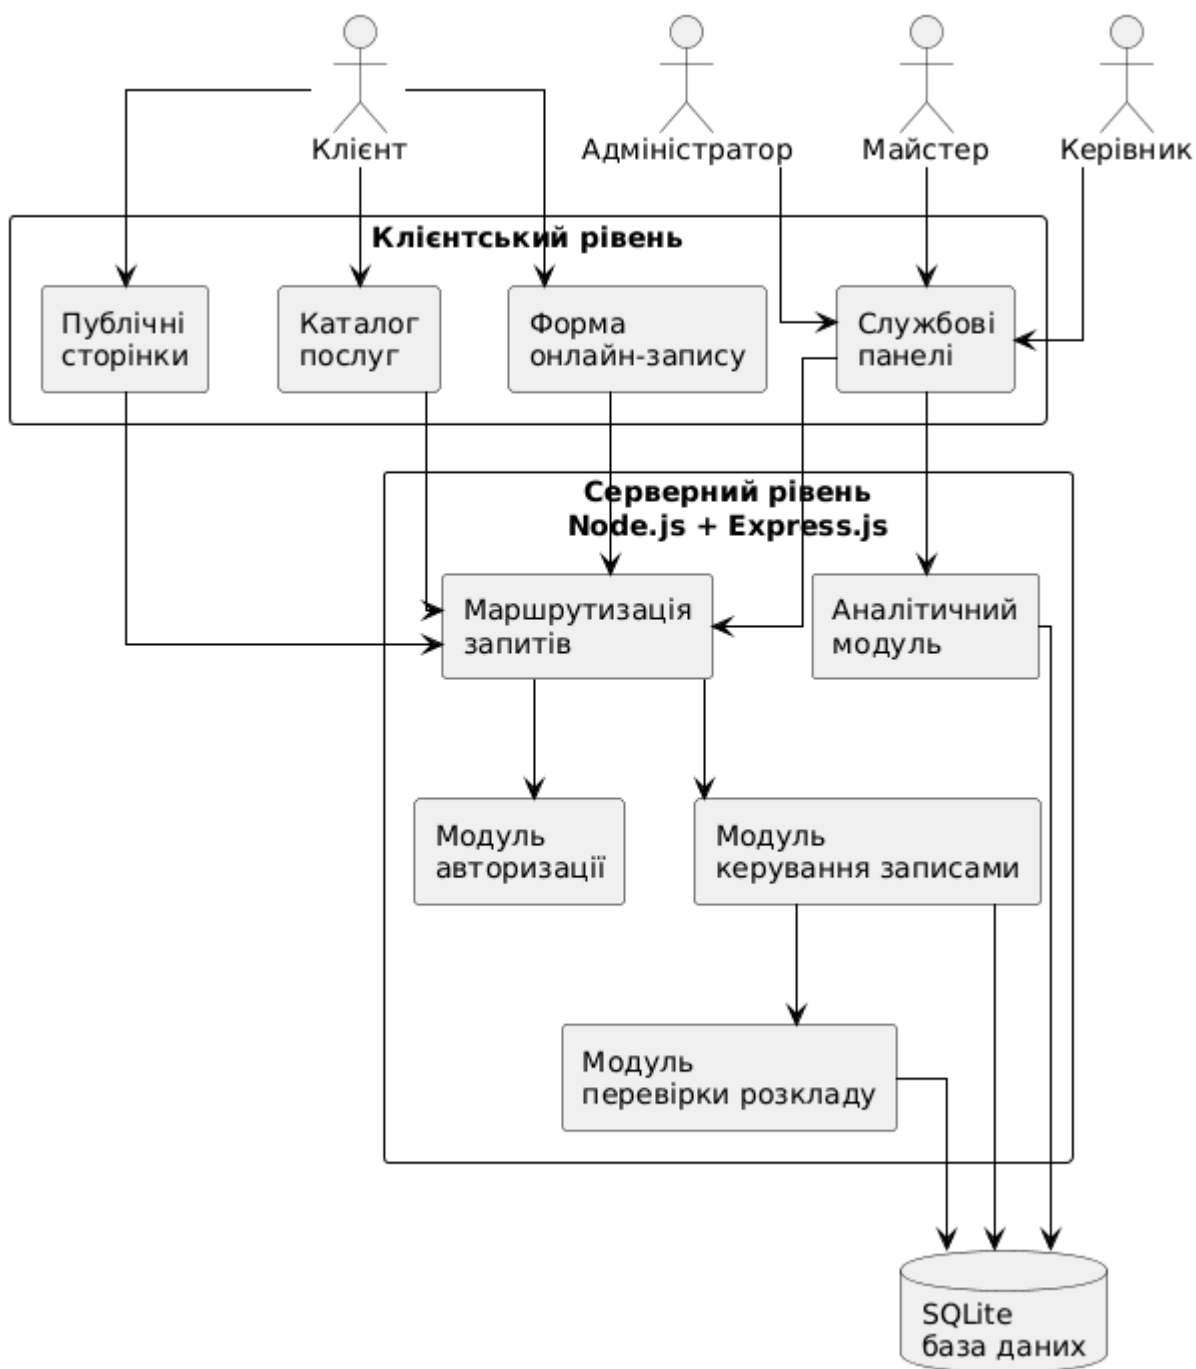 Клієнт
Адміністратор
Майстер
Керівник
Клієнтський рівень
Публічні
сторінки
Каталог
послуг
Форма
онлайн-запису
Службові
панелі
Серверний рівень
Node.js + Express.js
Маршрутизація
запитів
Аналітичний
модуль
Модуль
авторизації
Модуль
керування записами
Модуль
перевірки розкладу
SQLite
база даних